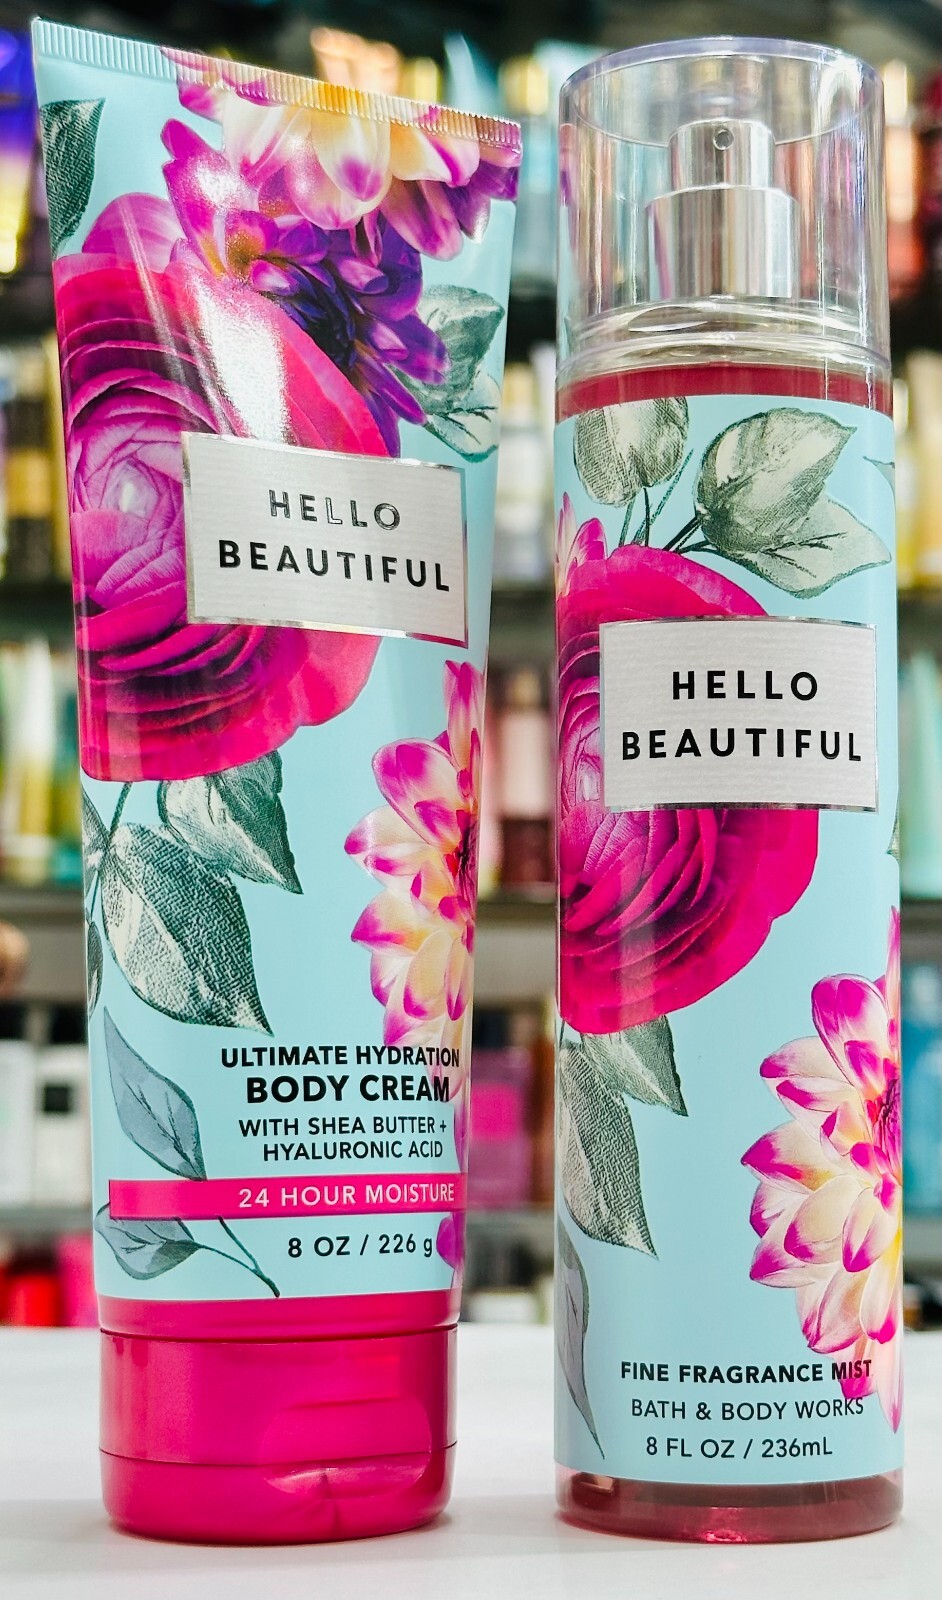 HELLO
BEAUTIFUL
ULTIMATE HYDRATION
BODY CREAM
WITH SHEA BUTTER +
HYALURONIC ACID
24 HOUR MOISTURE
8 OZ / 226 g
HELLO
BEAUTIFUL
FINE FRAGRANCE MIST
BATH & BODY WORKS
8 FL OZ / 236mL